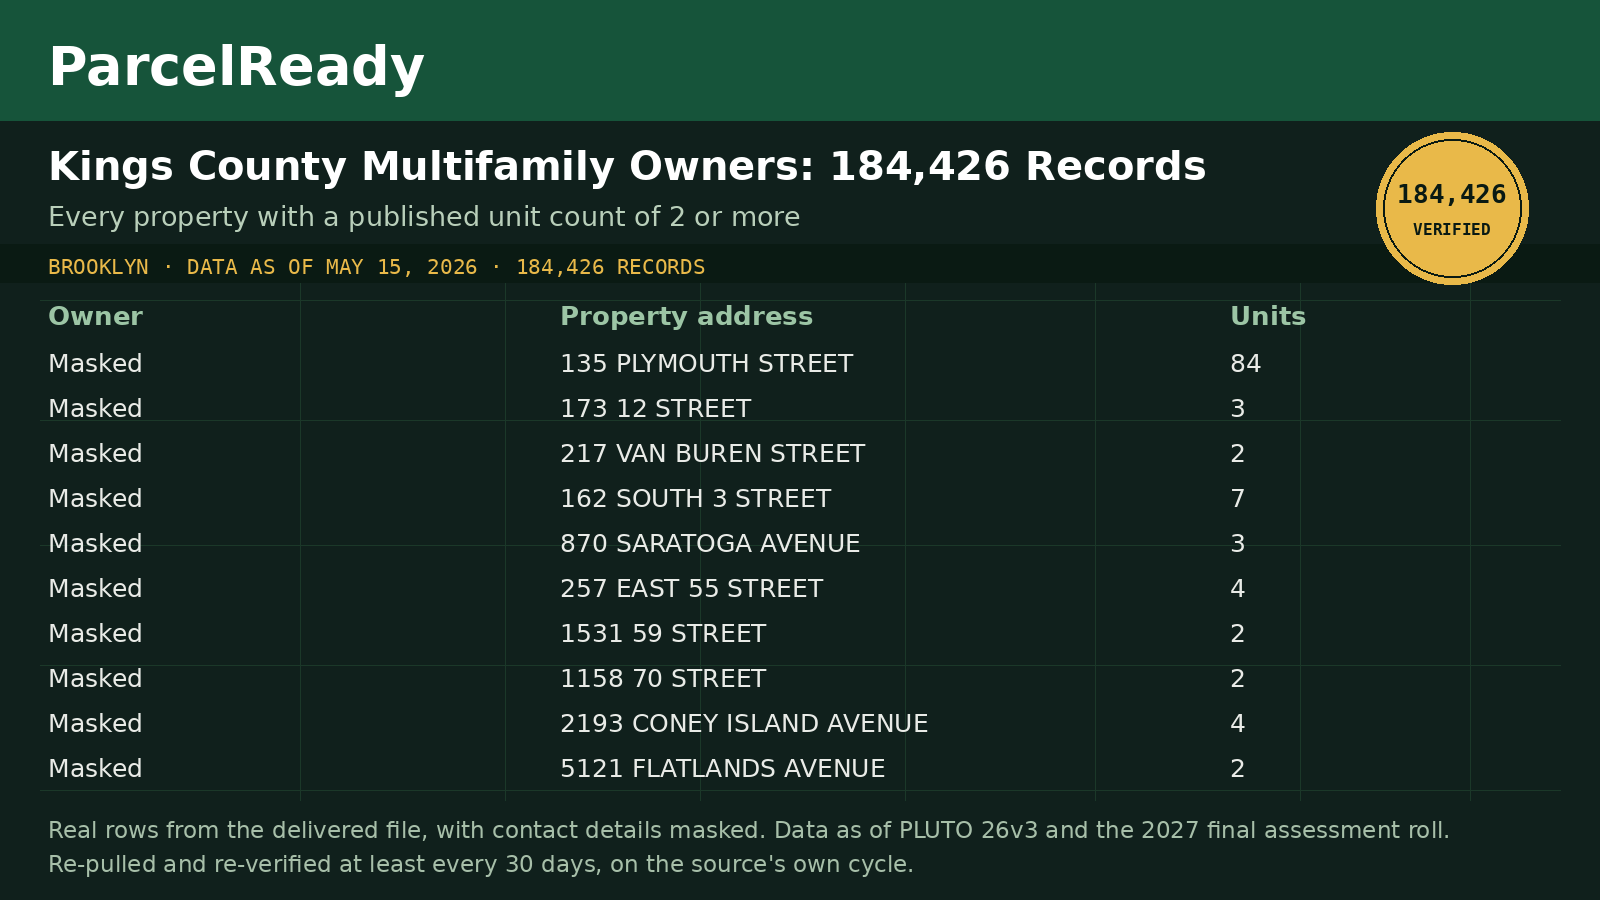 ParcelReady
Kings County Multifamily Owners: 184,426 Records
Every property with a published unit count of 2 or more
184,426
VERIFIED
BROOKLYN · DATA AS OF MAY 15, 2026 · 184,426 RECORDS
Owner Property address Units
Masked 135 PLYMOUTH STREET 84
Masked 173 12 STREET 3
Masked 217 VAN BUREN STREET 2
Masked 162 SOUTH 3 STREET 7
Masked 870 SARATOGA AVENUE 3
Masked 257 EAST 55 STREET 4
Masked 1531 59 STREET 2
Masked 1158 70 STREET 2
Masked 2193 CONEY ISLAND AVENUE 4
Masked 5121 FLATLANDS AVENUE 2
Real rows from the delivered file, with contact details masked. Data as of PLUTO 26v3 and the 2027 final assessment roll.
Re-pulled and re-verified at least every 30 days, on the source's own cycle.